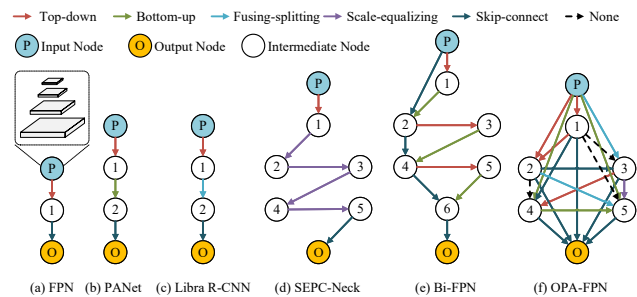 Top-down Bottom-up Fusing-splitting Scale-equalizing Skip-connect None
P Input Node O Output Node Intermediate Node
P 1 O
P 1 2 O
P 1 2 O
P 1 2 3 4 5 O
P 1 2 3 4 5 6 O
P 1 2 3 4 5 O
(a) FPN (b) PANet (c) Libra R-CNN (d) SEPC-Neck (e) Bi-FPN (f) OPA-FPN